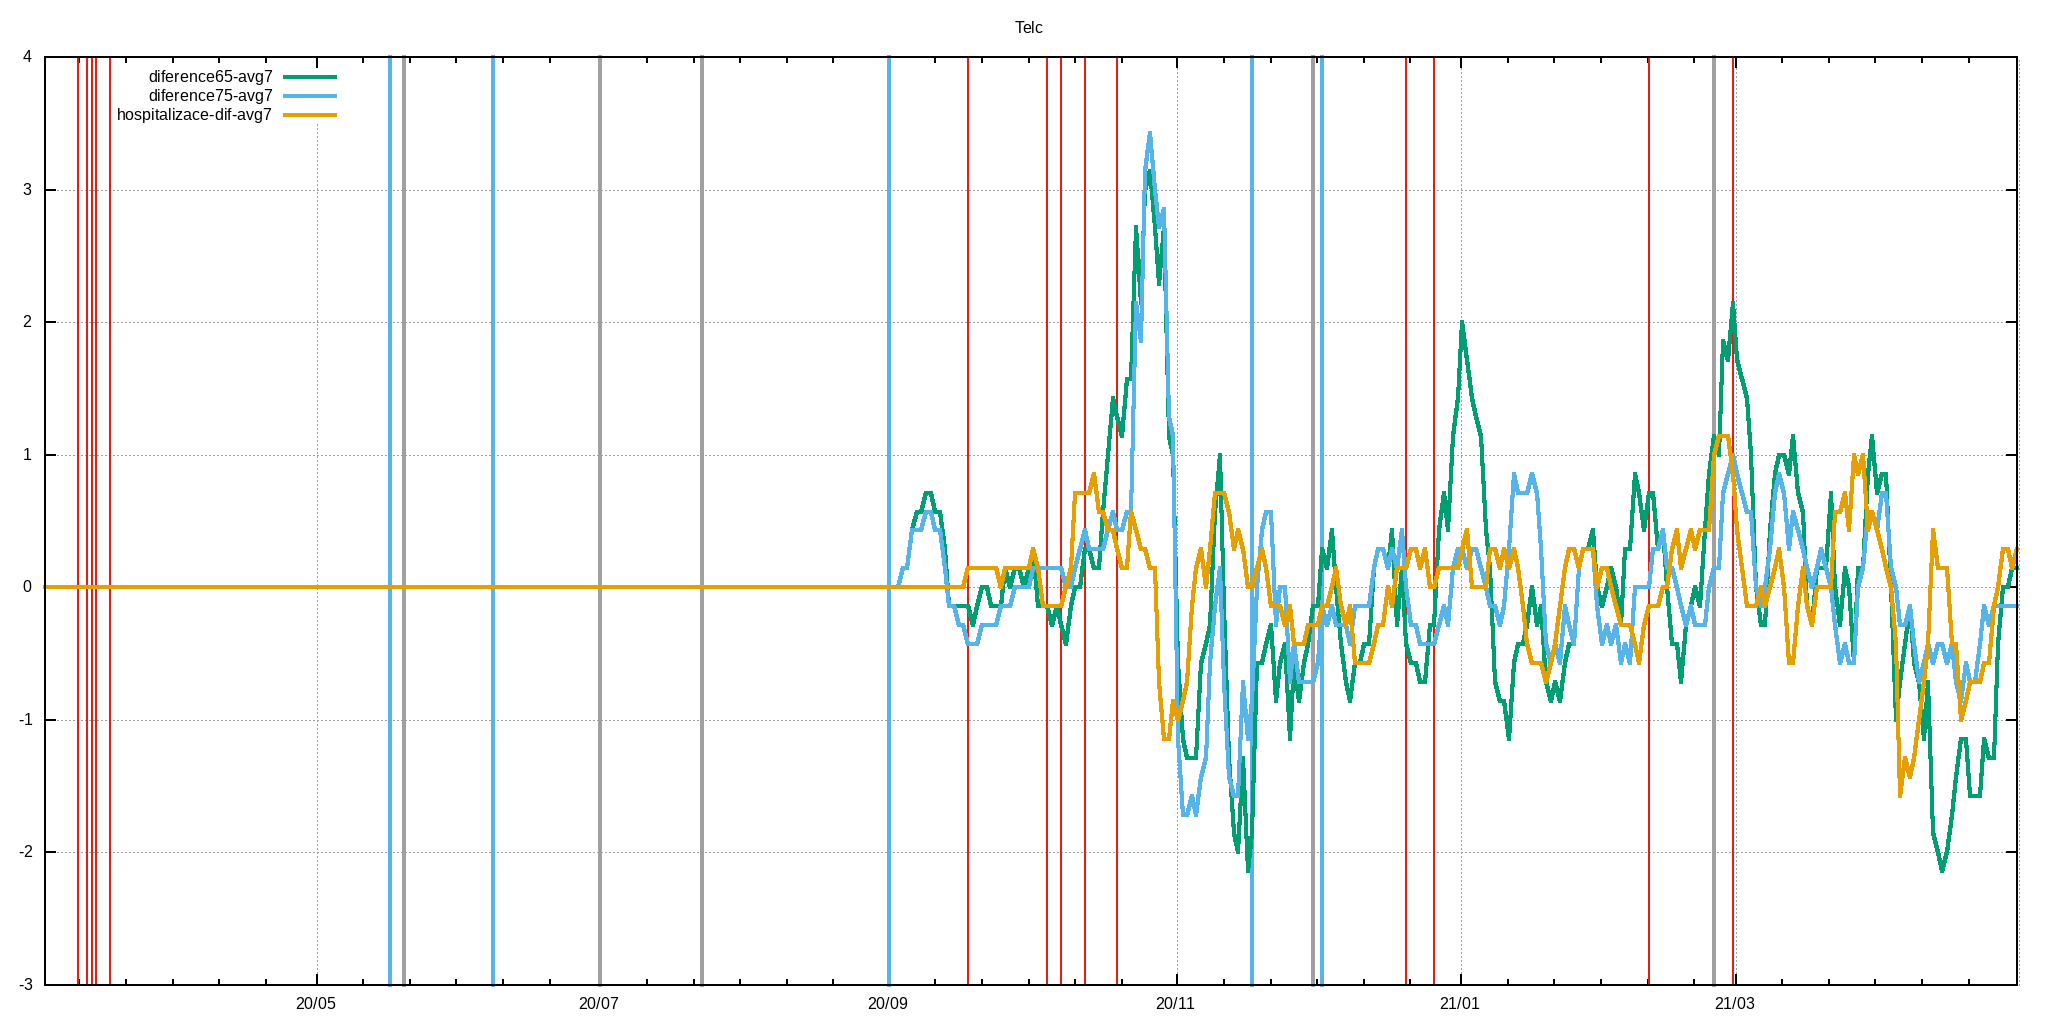 Telc
4
diference65-avg7
diference75-avg7
hospitalizace-dif-avg7
3
2
1
0
-1
-2
-3
20/05 20/07 20/09 20/11 21/01 21/03